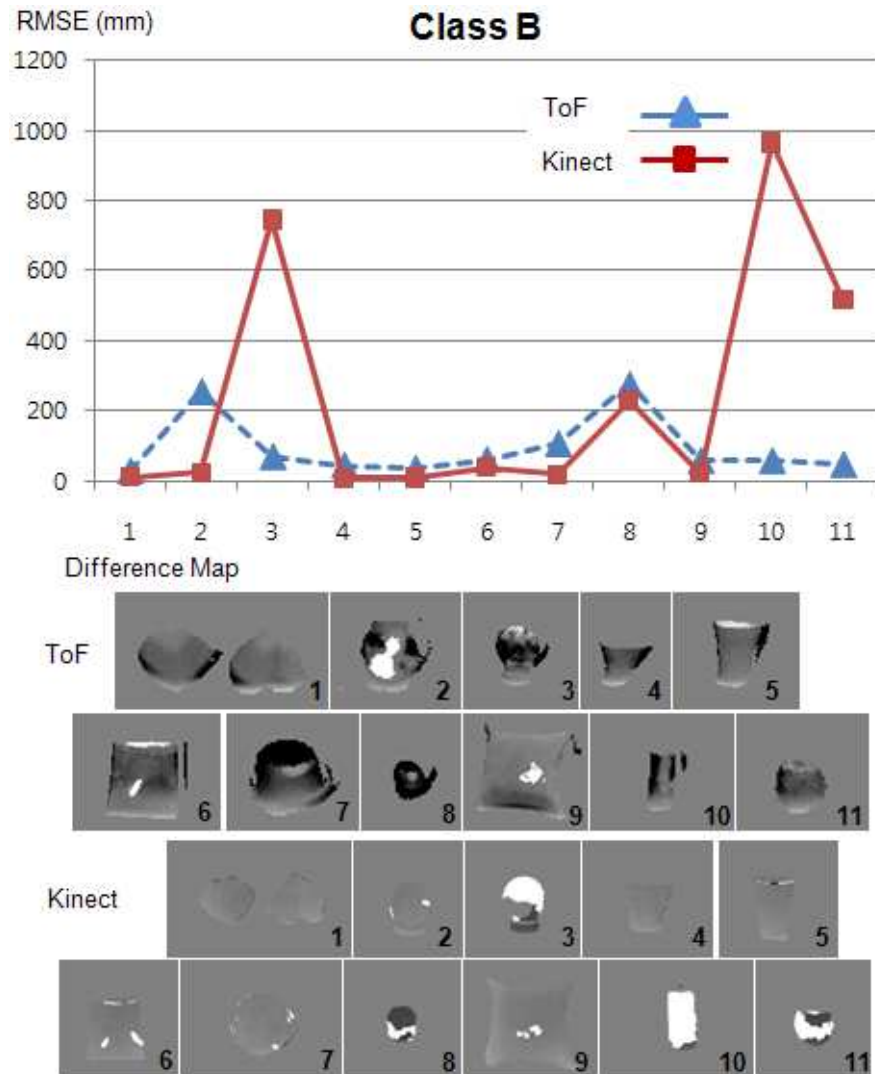 RMSE (mm)
Class B
1200
1000
800
600
400
200
0
ToF
Kinect
1 2 3 4 5 6 7 8 9 10 11
Difference Map
ToF
1 2 3 4 5
6 7 8 9 10 11
Kinect
1 2 3 4 5
6 7 8 9 10 11